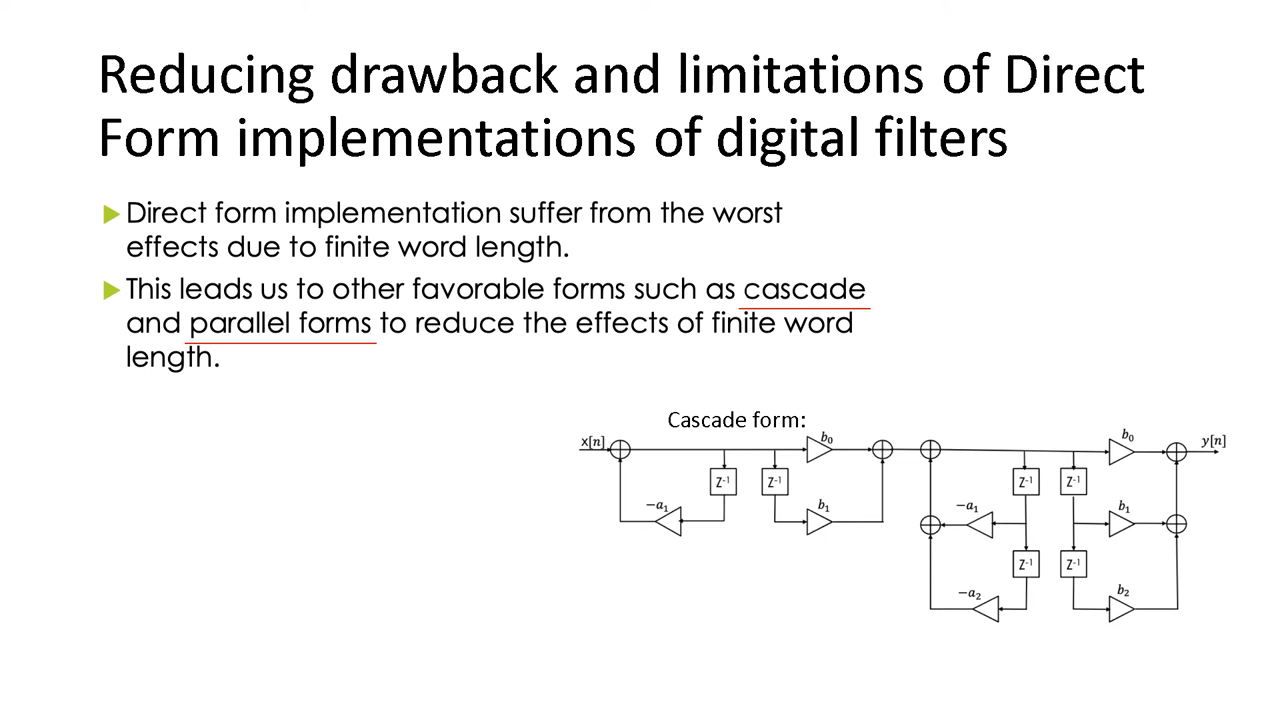 Reducing drawback and limitations of Direct
Form implementations of digital filters
Direct form implementation suffer from the worst
effects due to finite word length.
This leads us to other favorable forms such as cascade
and parallel forms to reduce the effects of finite word
length.
Cascade form:
x[n]
b₀
b₀
y[n]
Z⁻¹
Z⁻¹
Z⁻¹
Z⁻¹
−a₁
b₁
−a₁
b₁
Z⁻¹
Z⁻¹
−a₂
b₂